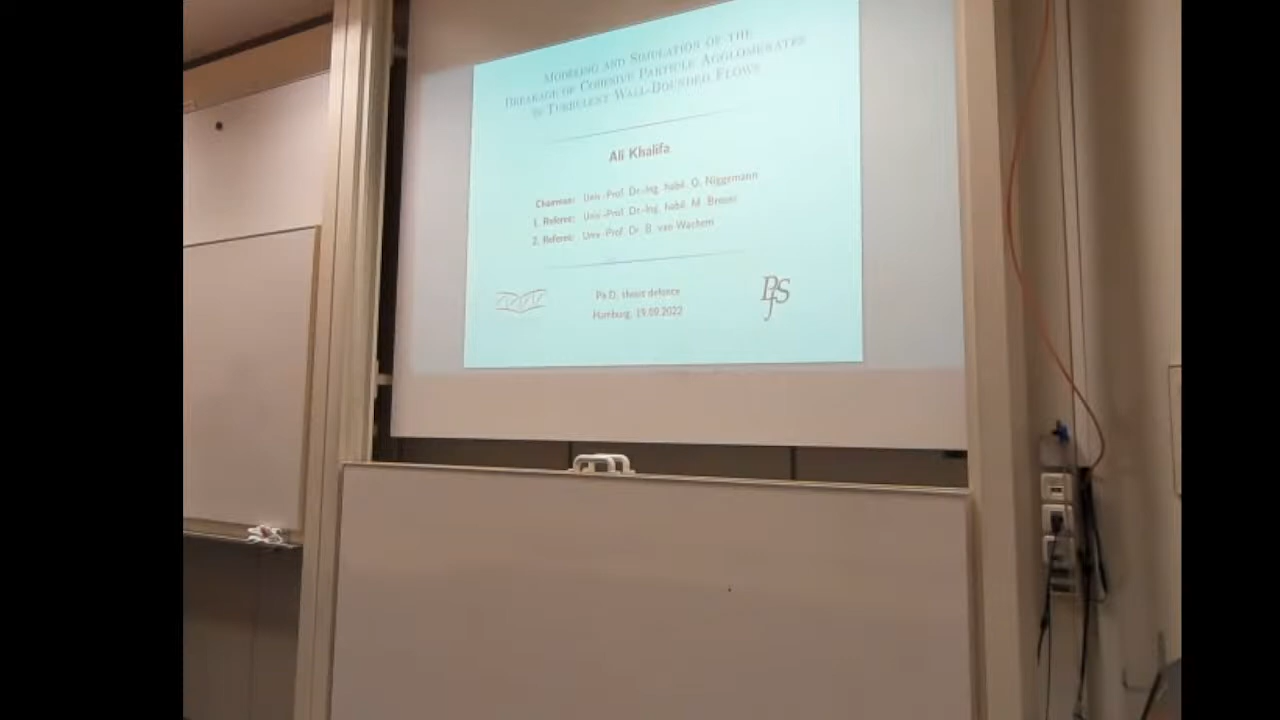 MODELING AND SIMULATION OF THE
BREAKAGE OF COHESIVE PARTICLE AGGLOMERATES
IN TURBULENT WALL-BOUNDED FLOWS
Ali Khalifa
Chairman: Univ.-Prof. Dr.-Ing. habil. O. Niggemann
1. Referee: Univ.-Prof. Dr.-Ing. habil. M. Breuer
2. Referee: Univ.-Prof. Dr. B. van Wachem
Ph.D. thesis defence
Hamburg, 19.09.2022
PfS